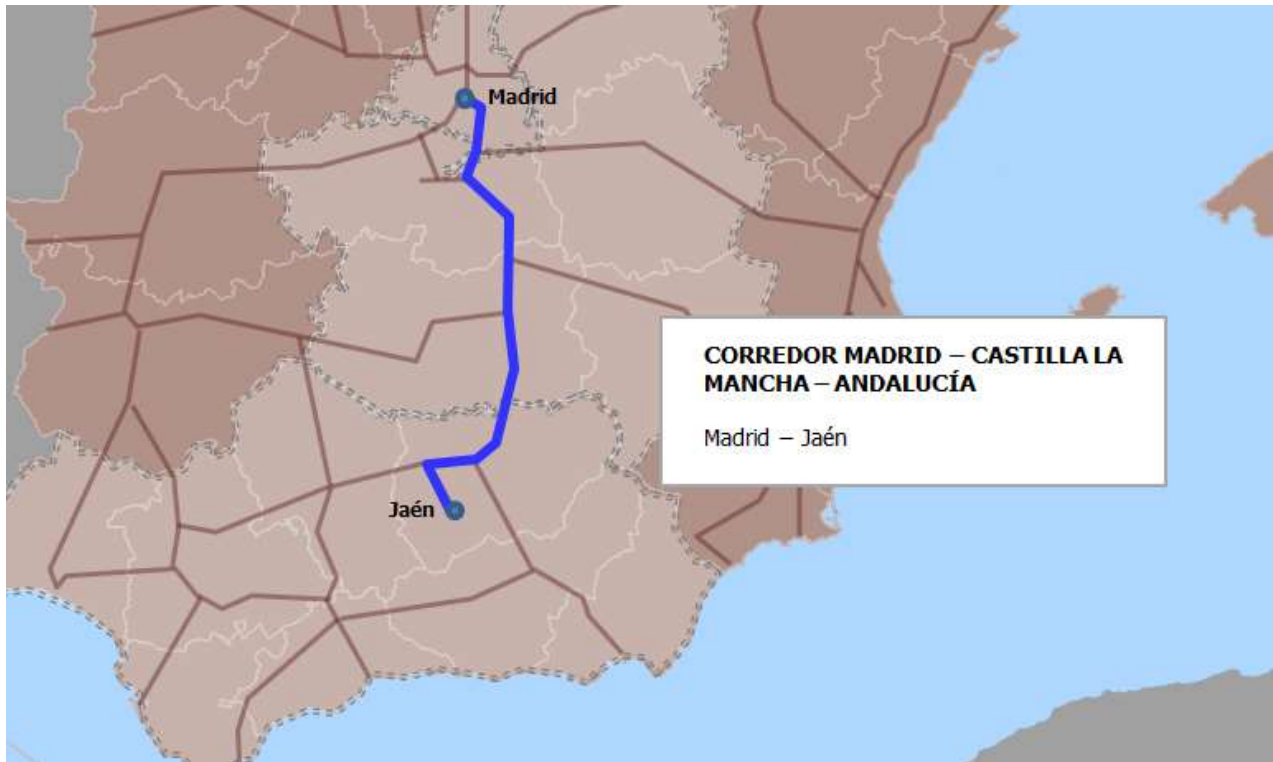 Madrid
CORREDOR MADRID – CASTILLA LA
MANCHA – ANDALUCÍA
Madrid – Jaén
Jaén